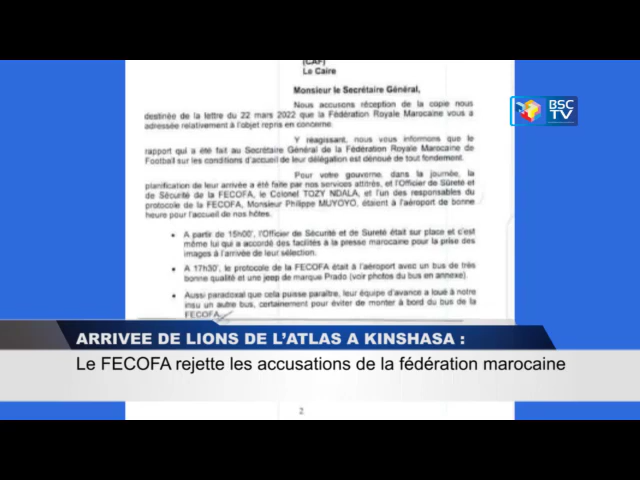 (CAF)
Le Caire
Monsieur le Secrétaire Général,
Nous accusons réception de la copie nous
destinée de la lettre du 22 mars 2022 que la Fédération Royale Marocaine vous a
adressée relativement à l'objet repris en concerne.
Y réagissant, nous vous informons que le
rapport qui a été fait au Secrétaire Général de la Fédération Royale Marocaine de
Football sur les conditions d'accueil de leur délégation est dénoué de tout fondement.
Pour votre gouverne, dans la journée, la
planification de leur arrivée a été faite par nos services attitrés, et l'Officier de Sûreté et
de Sécurité de la FECOFA, le Colonel TOZY NDALA, et l'un des responsables du
protocole de la FECOFA, Monsieur Philippe MUYOYO, étaient à l'aéroport de bonne
heure pour l'accueil de nos hôtes.
• A partir de 15h00', l'Officier de Sécurité et de Sureté était sur place et c'est
même lui qui a accordé des facilités à la presse marocaine pour la prise des
images à l'arrivée de leur sélection.
• A 17h30', le protocole de la FECOFA était à l'aéroport avec un bus de très
bonne qualité et une jeep de marque Prado (voir photos du bus en annexe).
• Aussi paradoxal que cela puisse paraître, leur équipe d'avance a loué à notre
insu un autre bus, certainement pour éviter de monter à bord du bus de la
FECOFA.
BSC
TV
ARRIVEE DE LIONS DE L'ATLAS A KINSHASA :
Le FECOFA rejette les accusations de la fédération marocaine
2